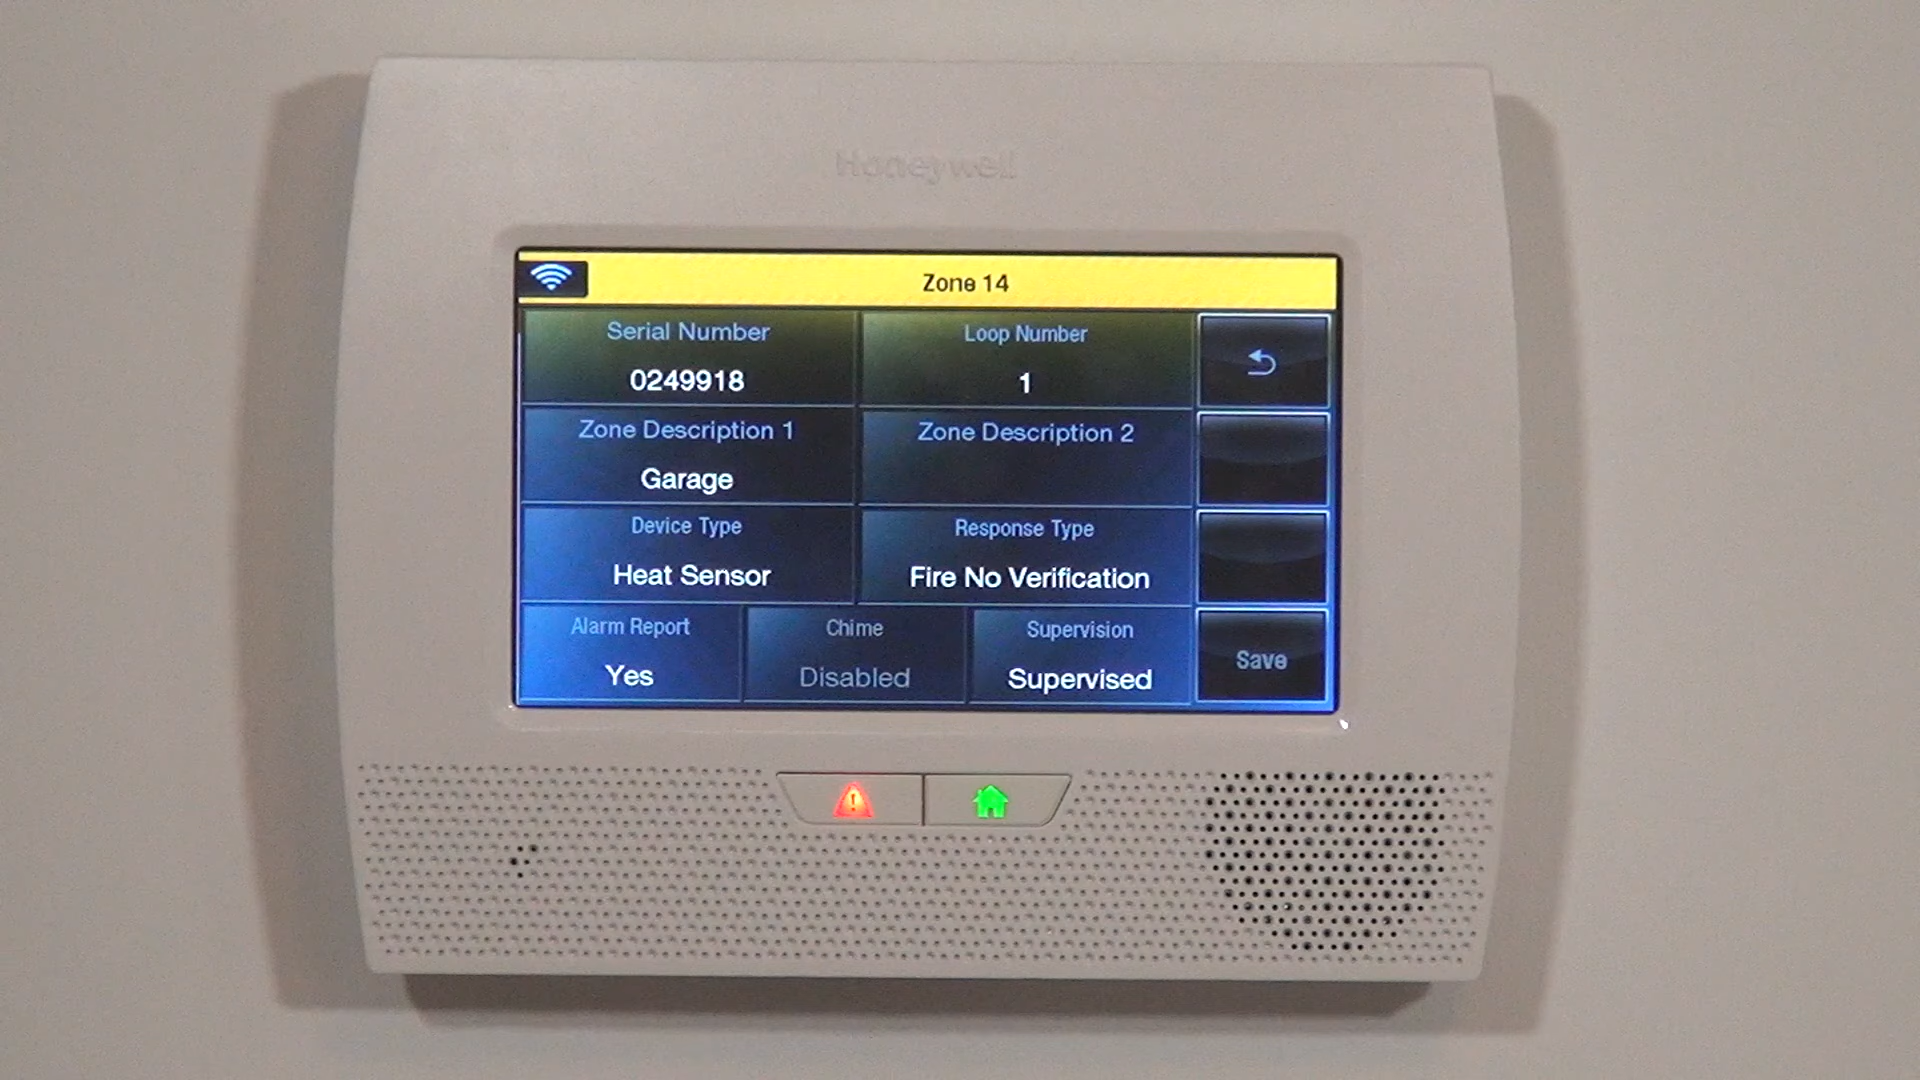 Honeywell
Zone 14
Serial Number
0249918
Loop Number
1
Zone Description 1
Garage
Zone Description 2
Device Type
Heat Sensor
Response Type
Fire No Verification
Alarm Report
Yes
Chime
Disabled
Supervision
Supervised
Save